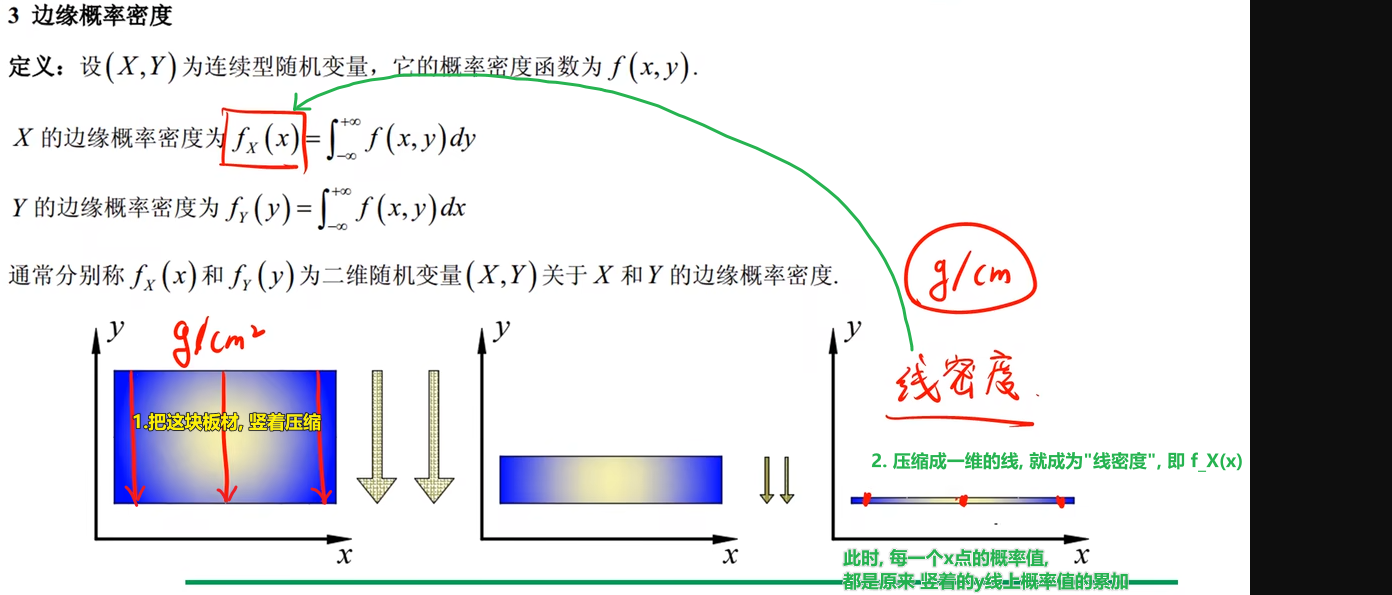 3 边缘概率密度
定义：设(X,Y)为连续型随机变量，它的概率密度函数为 f(x,y).
X 的边缘概率密度为 f_X(x)=∫_{-∞}^{+∞} f(x,y)dy
Y 的边缘概率密度为 f_Y(y)=∫_{-∞}^{+∞} f(x,y)dx
通常分别称 f_X(x)和 f_Y(y)为二维随机变量(X,Y)关于 X 和Y 的边缘概率密度.
g/cm
y
g/cm²
y
y
线密度.
1.把这块板材, 竖着压缩
2. 压缩成一维的线, 就成为"线密度", 即 f_X(x)
x
x
x
此时, 每一个x点的概率值,
都是原来 竖着的y线上概率值的累加